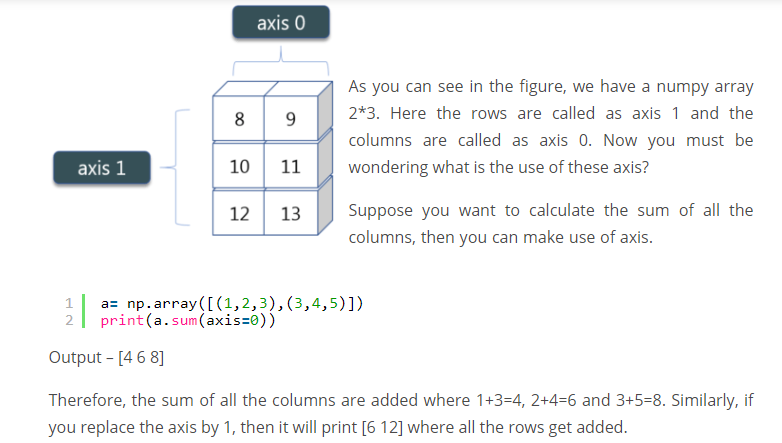 axis 0
As you can see in the figure, we have a numpy array
8 9
2*3. Here the rows are called as axis 1 and the
columns are called as axis 0. Now you must be
axis 1
10 11
wondering what is the use of these axis?
12 13
Suppose you want to calculate the sum of all the
columns, then you can make use of axis.
1 a= np.array([(1,2,3),(3,4,5)])
2 print(a.sum(axis=0))
Output – [4 6 8]
Therefore, the sum of all the columns are added where 1+3=4, 2+4=6 and 3+5=8. Similarly, if
you replace the axis by 1, then it will print [6 12] where all the rows get added.